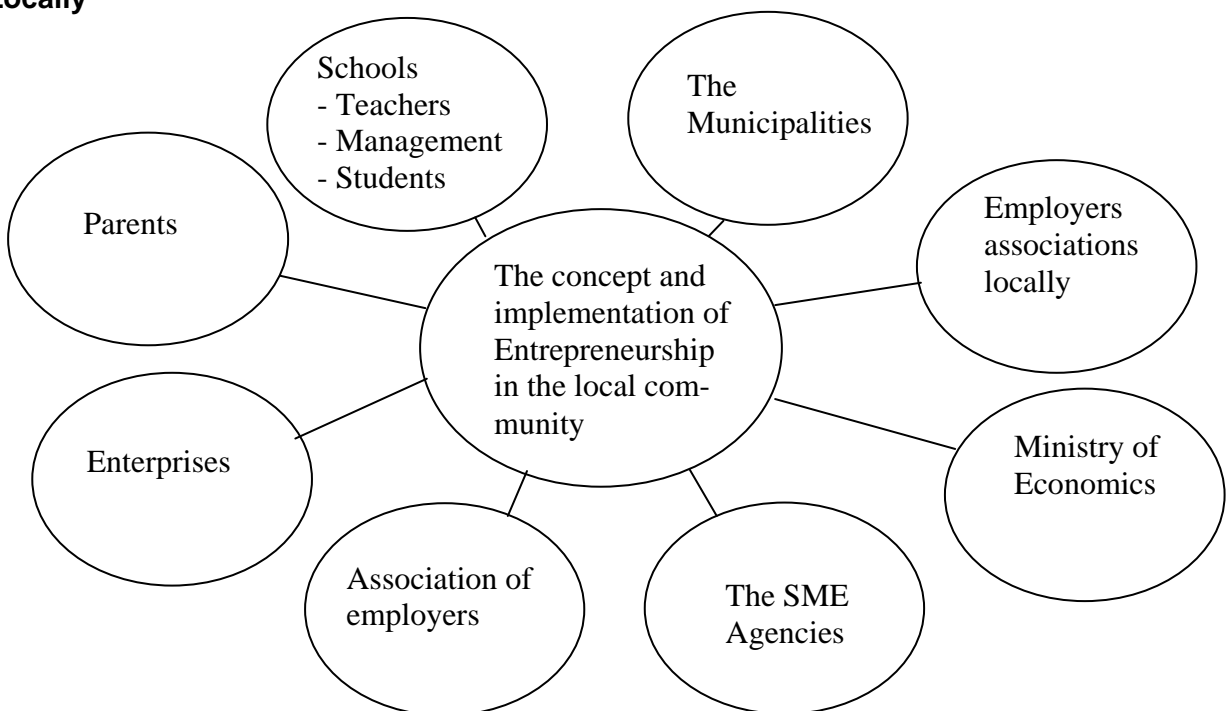 Locally
Schools
- Teachers
- Management
- Students
The
Municipalities
Parents
Employers
associations
locally
The concept and
implementation of
Entrepreneurship
in the local com-
munity
Enterprises
Ministry of
Economics
Association of
employers
The SME
Agencies